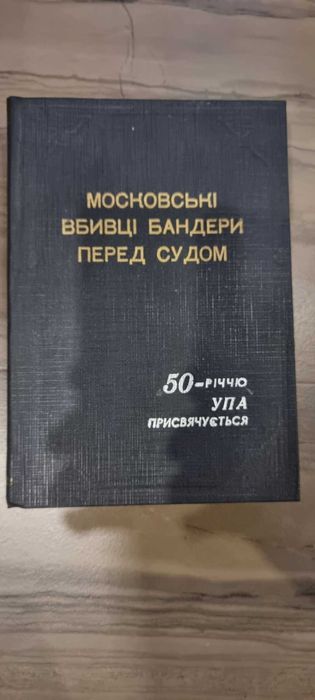 МОСКОВСЬКІ
ВБИВЦІ БАНДЕРИ
ПЕРЕД СУДОМ
50-РІЧЧЮ
УПА
ПРИСВЯЧУЄТЬСЯ